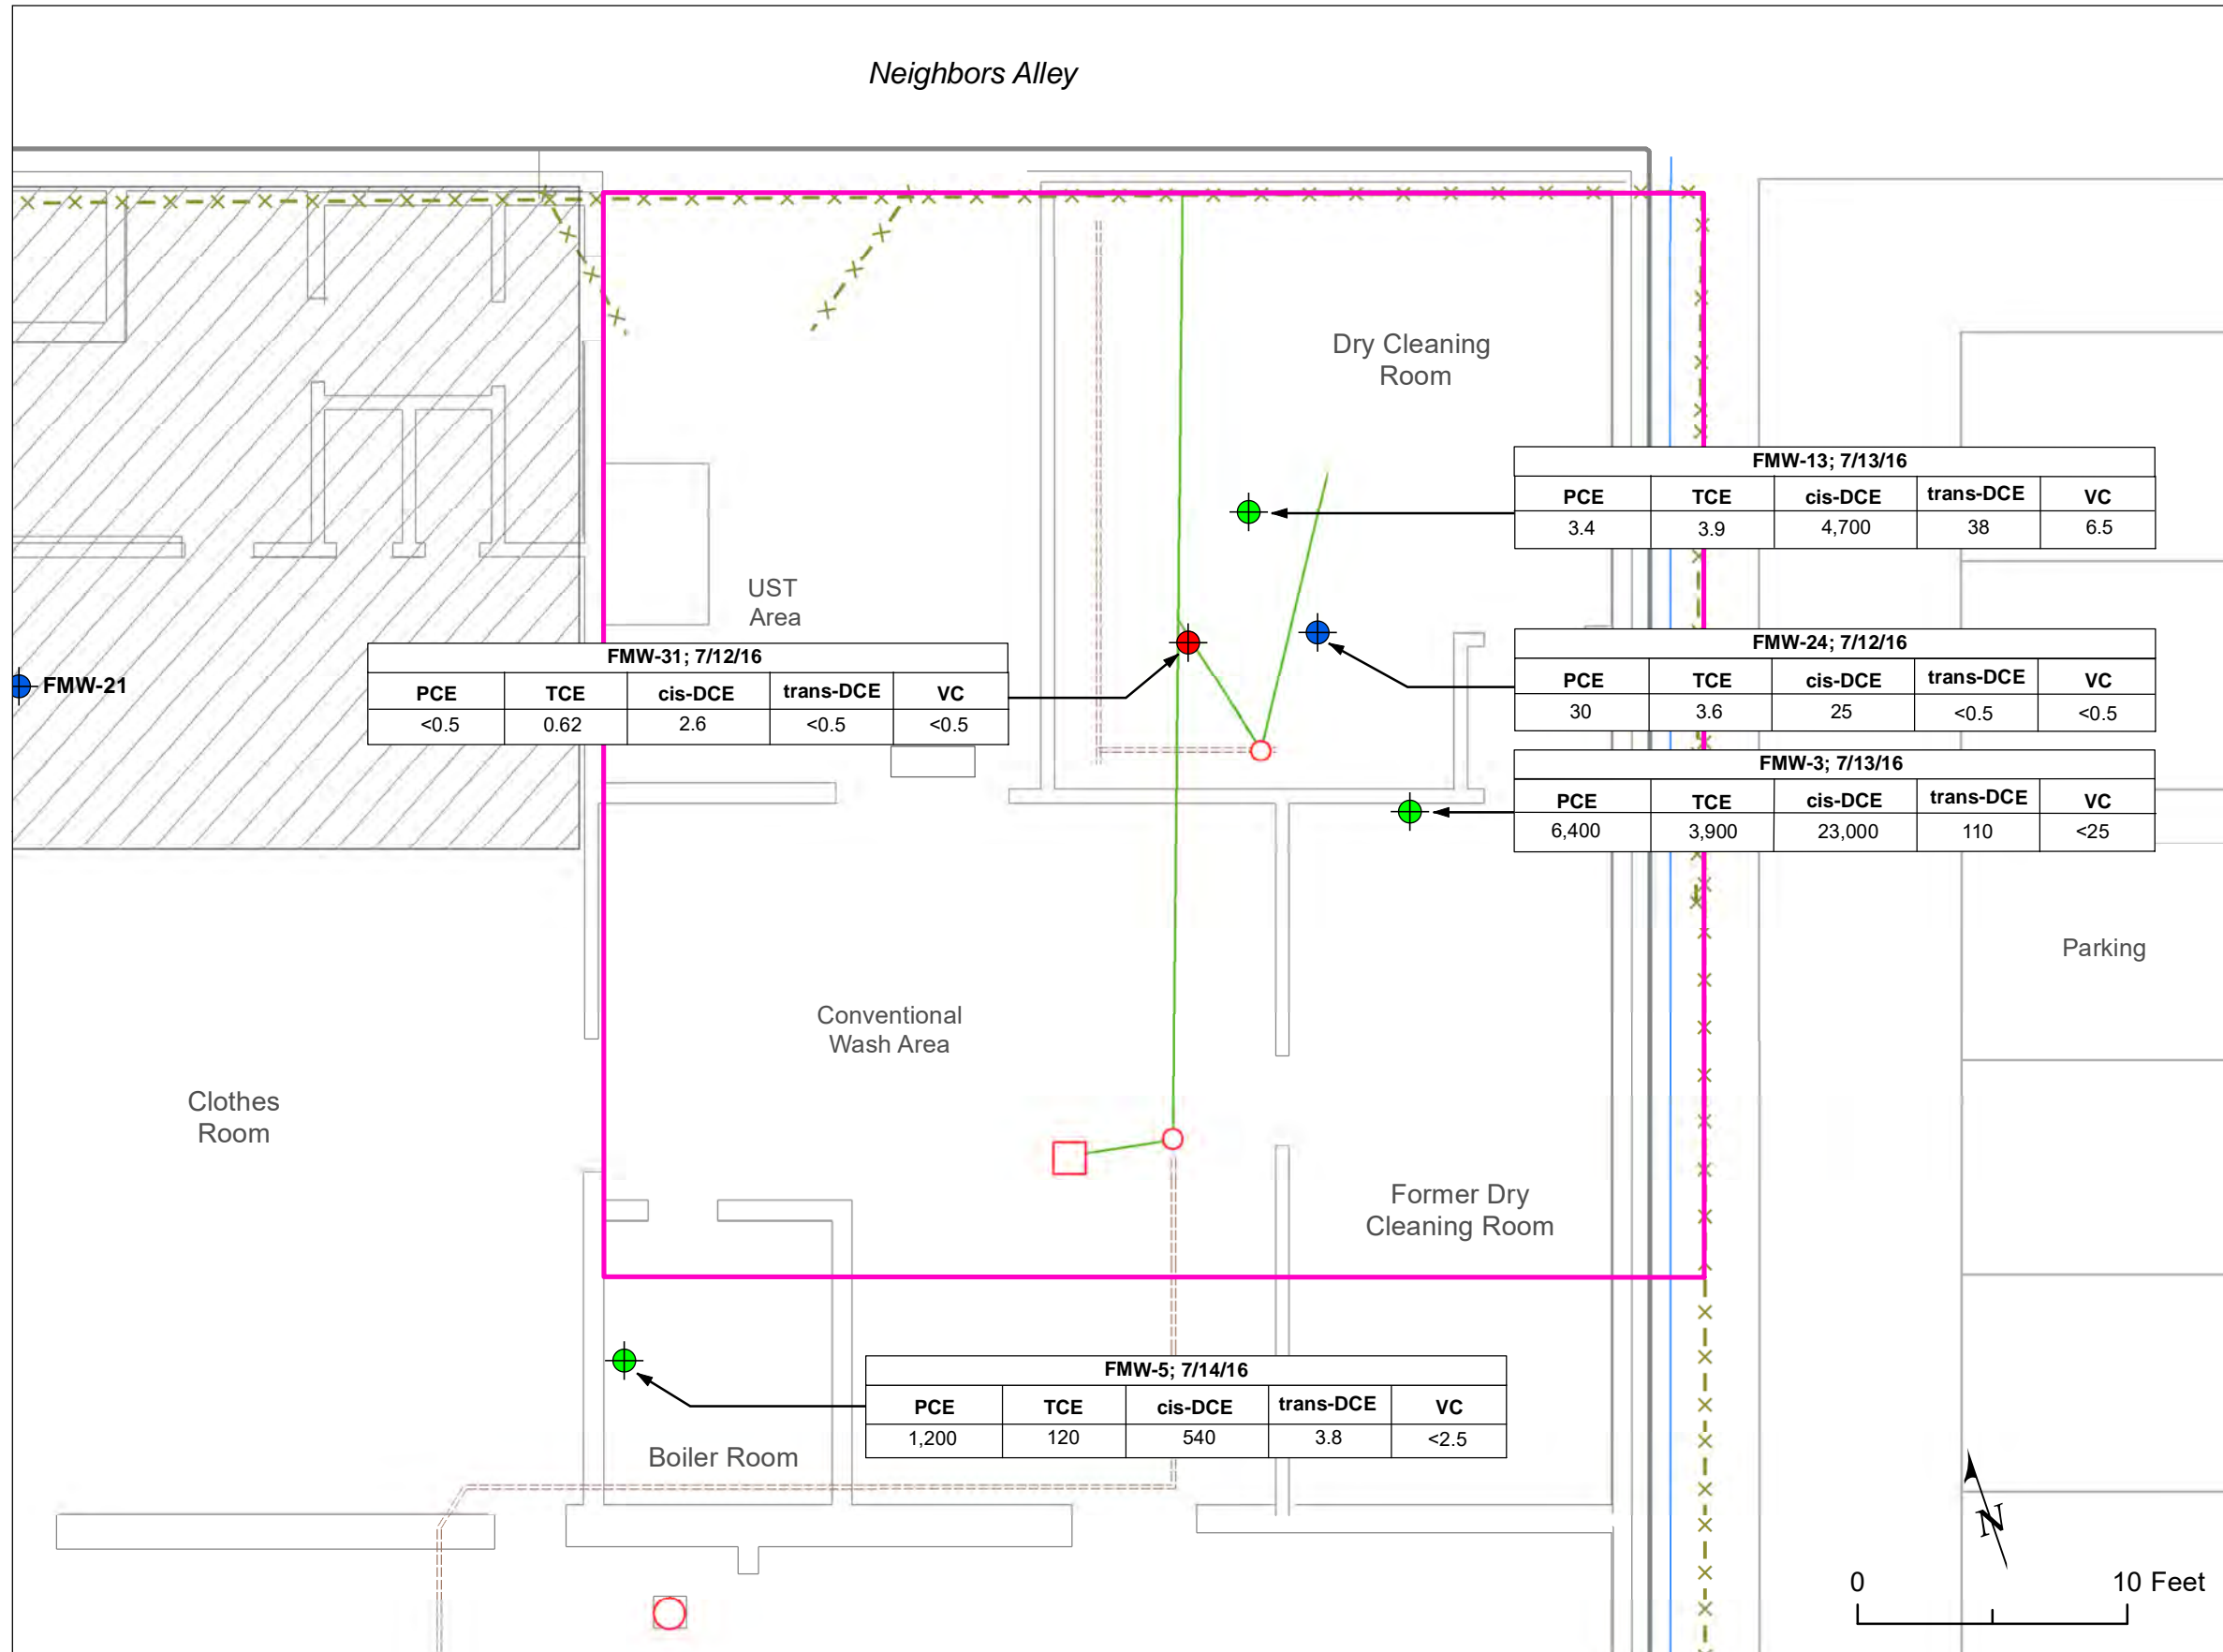 Neighbors Alley
Dry Cleaning
Room
FMW-13; 7/13/16
PCE TCE cis-DCE trans-DCE VC
3.4 3.9 4,700 38 6.5
UST
Area
FMW-31; 7/12/16
PCE TCE cis-DCE trans-DCE VC
<0.5 0.62 2.6 <0.5 <0.5
FMW-24; 7/12/16
PCE TCE cis-DCE trans-DCE VC
30 3.6 25 <0.5 <0.5
FMW-21
FMW-3; 7/13/16
PCE TCE cis-DCE trans-DCE VC
6,400 3,900 23,000 110 <25
Parking
Conventional
Wash Area
Clothes
Room
Former Dry
Cleaning Room
FMW-5; 7/14/16
PCE TCE cis-DCE trans-DCE VC
1,200 120 540 3.8 <2.5
Boiler Room
N
0 10 Feet